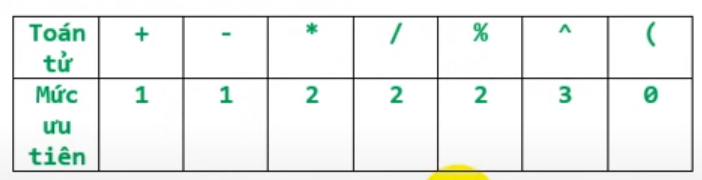 Toán tử + - * / % ^ (
Mức ưu tiên 1 1 2 2 2 3 0